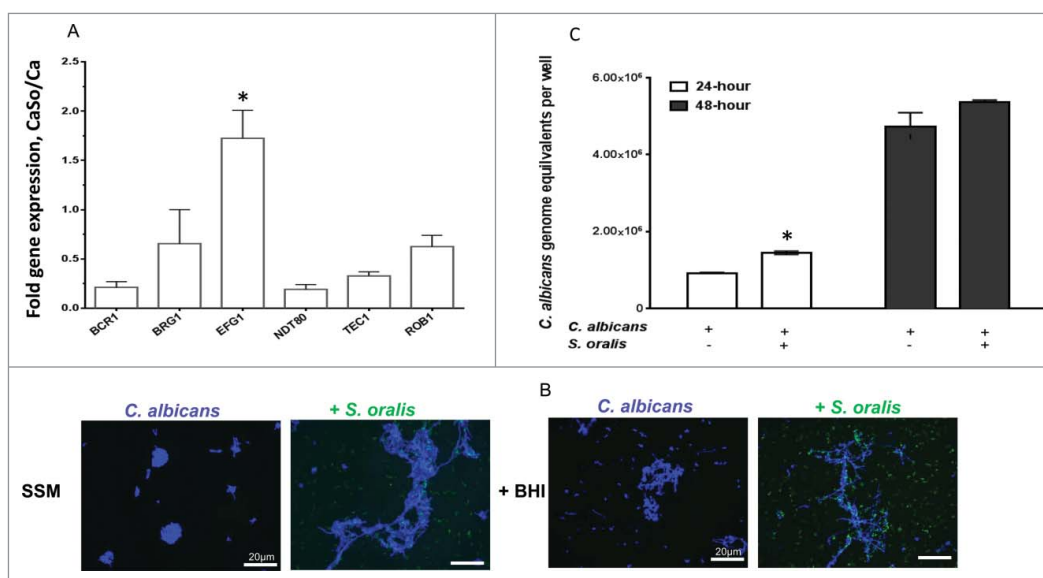 A
Fold gene expression, CaSo/Ca
2.5
2.0
1.5
1.0
0.5
0.0
*
BCR1
BRG1
EFG1
NDT80
TEC1
ROB1
C
C. albicans genome equivalents per well
6.00×10⁶
4.00×10⁶
2.00×10⁶
0
24-hour
48-hour
*
C. albicans + + + +
S. oralis - + - +
B
C. albicans + S. oralis C. albicans + S. oralis
SSM + BHI
20µm 20µm